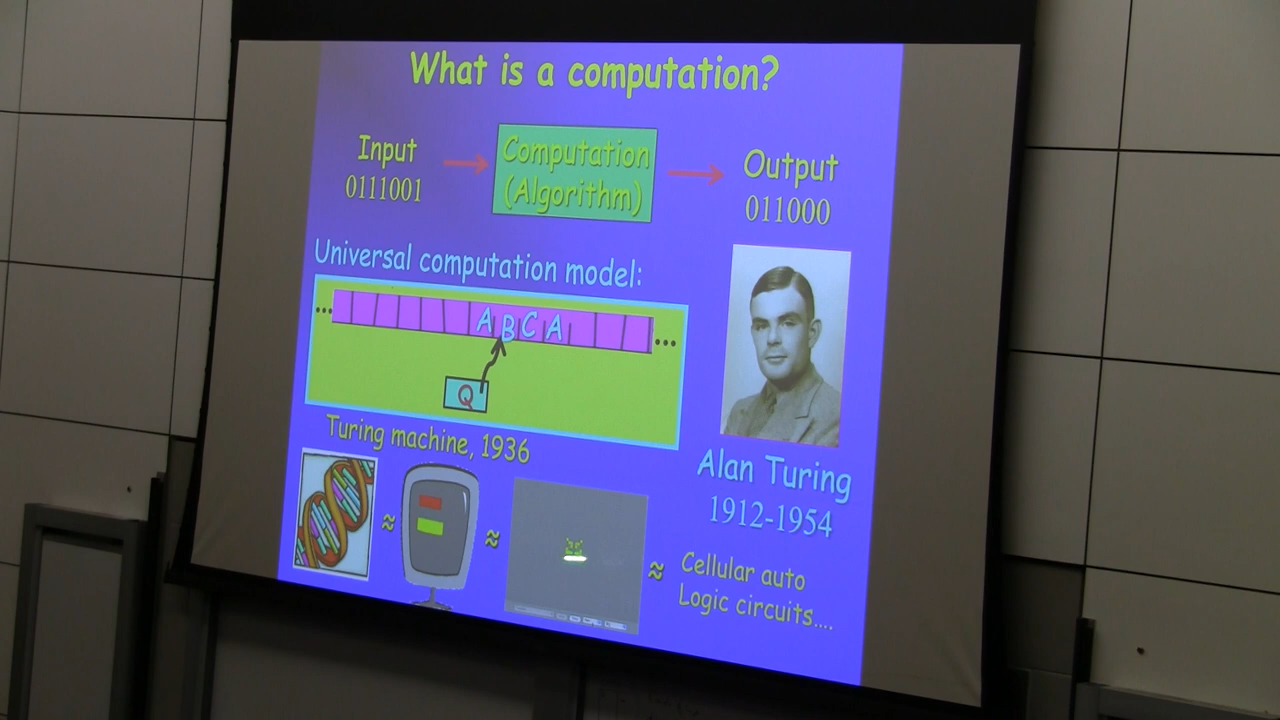 What is a computation?
Input
0111001
Computation
(Algorithm)
Output
011000
Universal computation model:
... A B C A ...
Q
Turing machine, 1936
Alan Turing
1912-1954
≈ ≈ ≈
Cellular auto
Logic circuits....